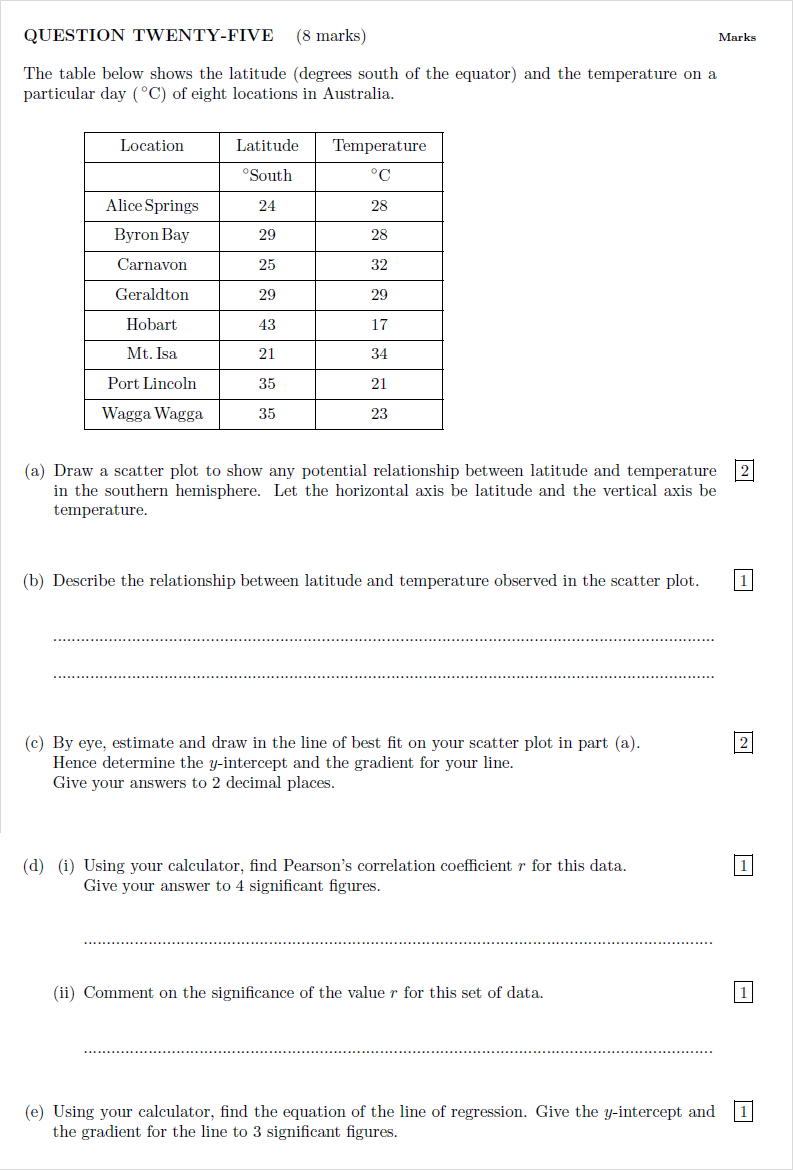 QUESTION TWENTY-FIVE (8 marks) Marks
The table below shows the latitude (degrees south of the equator) and the temperature on a
particular day (°C) of eight locations in Australia.
Location Latitude Temperature
°South °C
Alice Springs 24 28
Byron Bay 29 28
Carnavon 25 32
Geraldton 29 29
Hobart 43 17
Mt. Isa 21 34
Port Lincoln 35 21
Wagga Wagga 35 23
(a) Draw a scatter plot to show any potential relationship between latitude and temperature 2
in the southern hemisphere. Let the horizontal axis be latitude and the vertical axis be
temperature.
(b) Describe the relationship between latitude and temperature observed in the scatter plot. 1
(c) By eye, estimate and draw in the line of best fit on your scatter plot in part (a). 2
Hence determine the y-intercept and the gradient for your line.
Give your answers to 2 decimal places.
(d) (i) Using your calculator, find Pearson's correlation coefficient r for this data. 1
Give your answer to 4 significant figures.
(ii) Comment on the significance of the value r for this set of data. 1
(e) Using your calculator, find the equation of the line of regression. Give the y-intercept and 1
the gradient for the line to 3 significant figures.